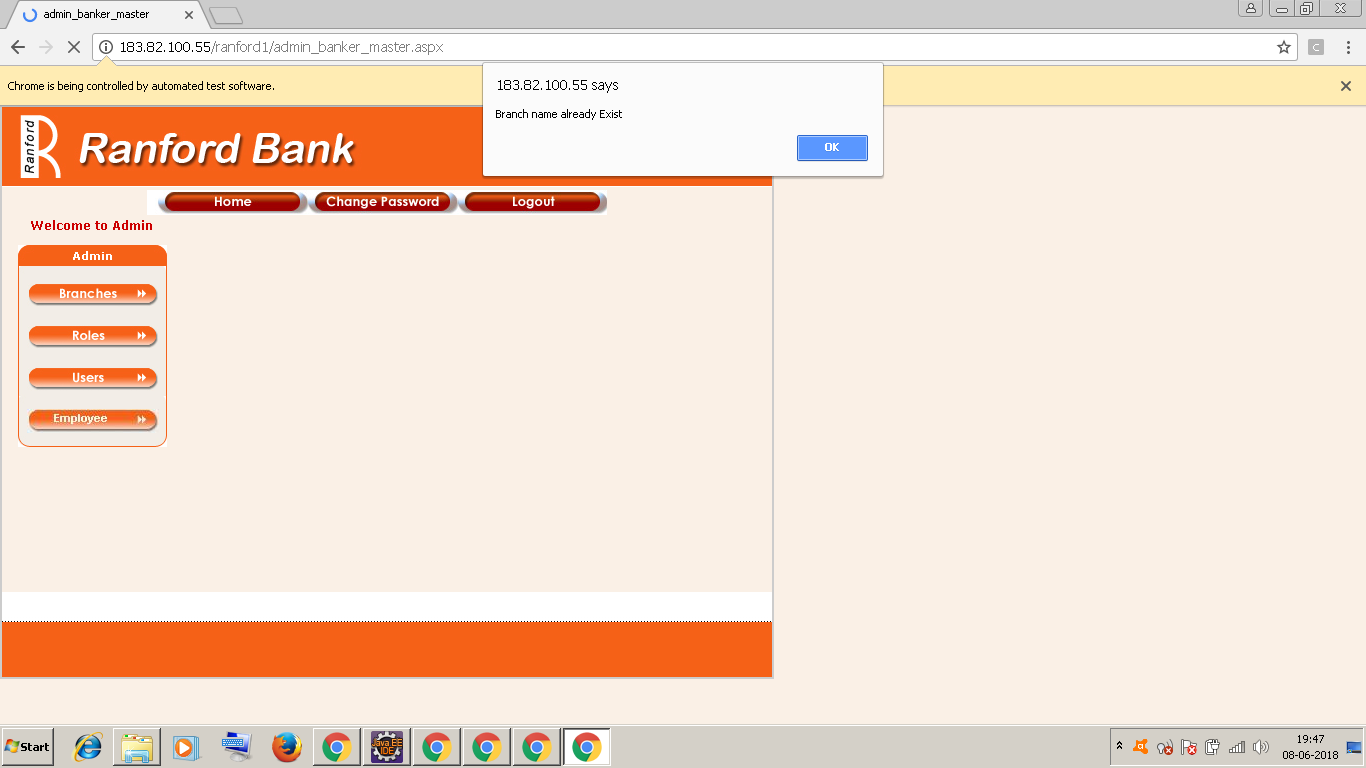 admin_banker_master
183.82.100.55/ranford1/admin_banker_master.aspx
C
Chrome is being controlled by automated test software.
183.82.100.55 says
Branch name already Exist
OK
Ranford
Ranford Bank
Home
Change Password
Logout
Welcome to Admin
Admin
Branches
Roles
Users
Employee
Start
Java EE
IDE
19:47
08-06-2018